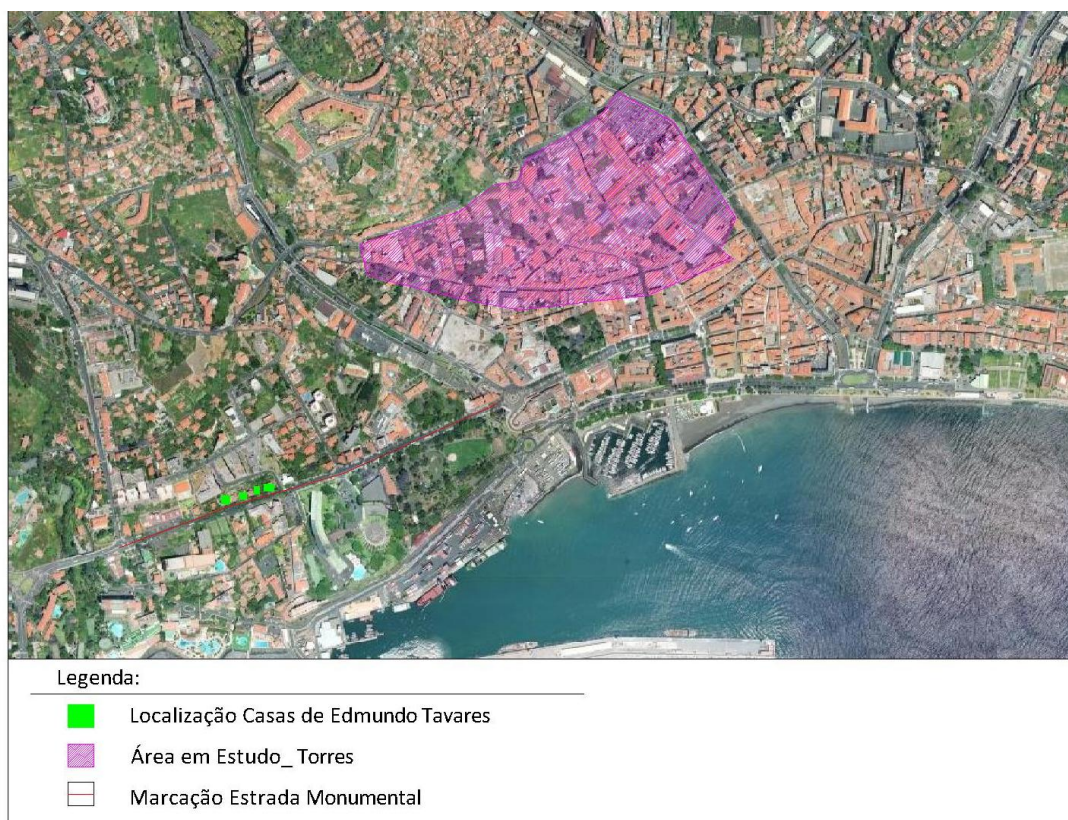 Legenda:
Localização Casas de Edmundo Tavares
Área em Estudo_ Torres
Marcação Estrada Monumental